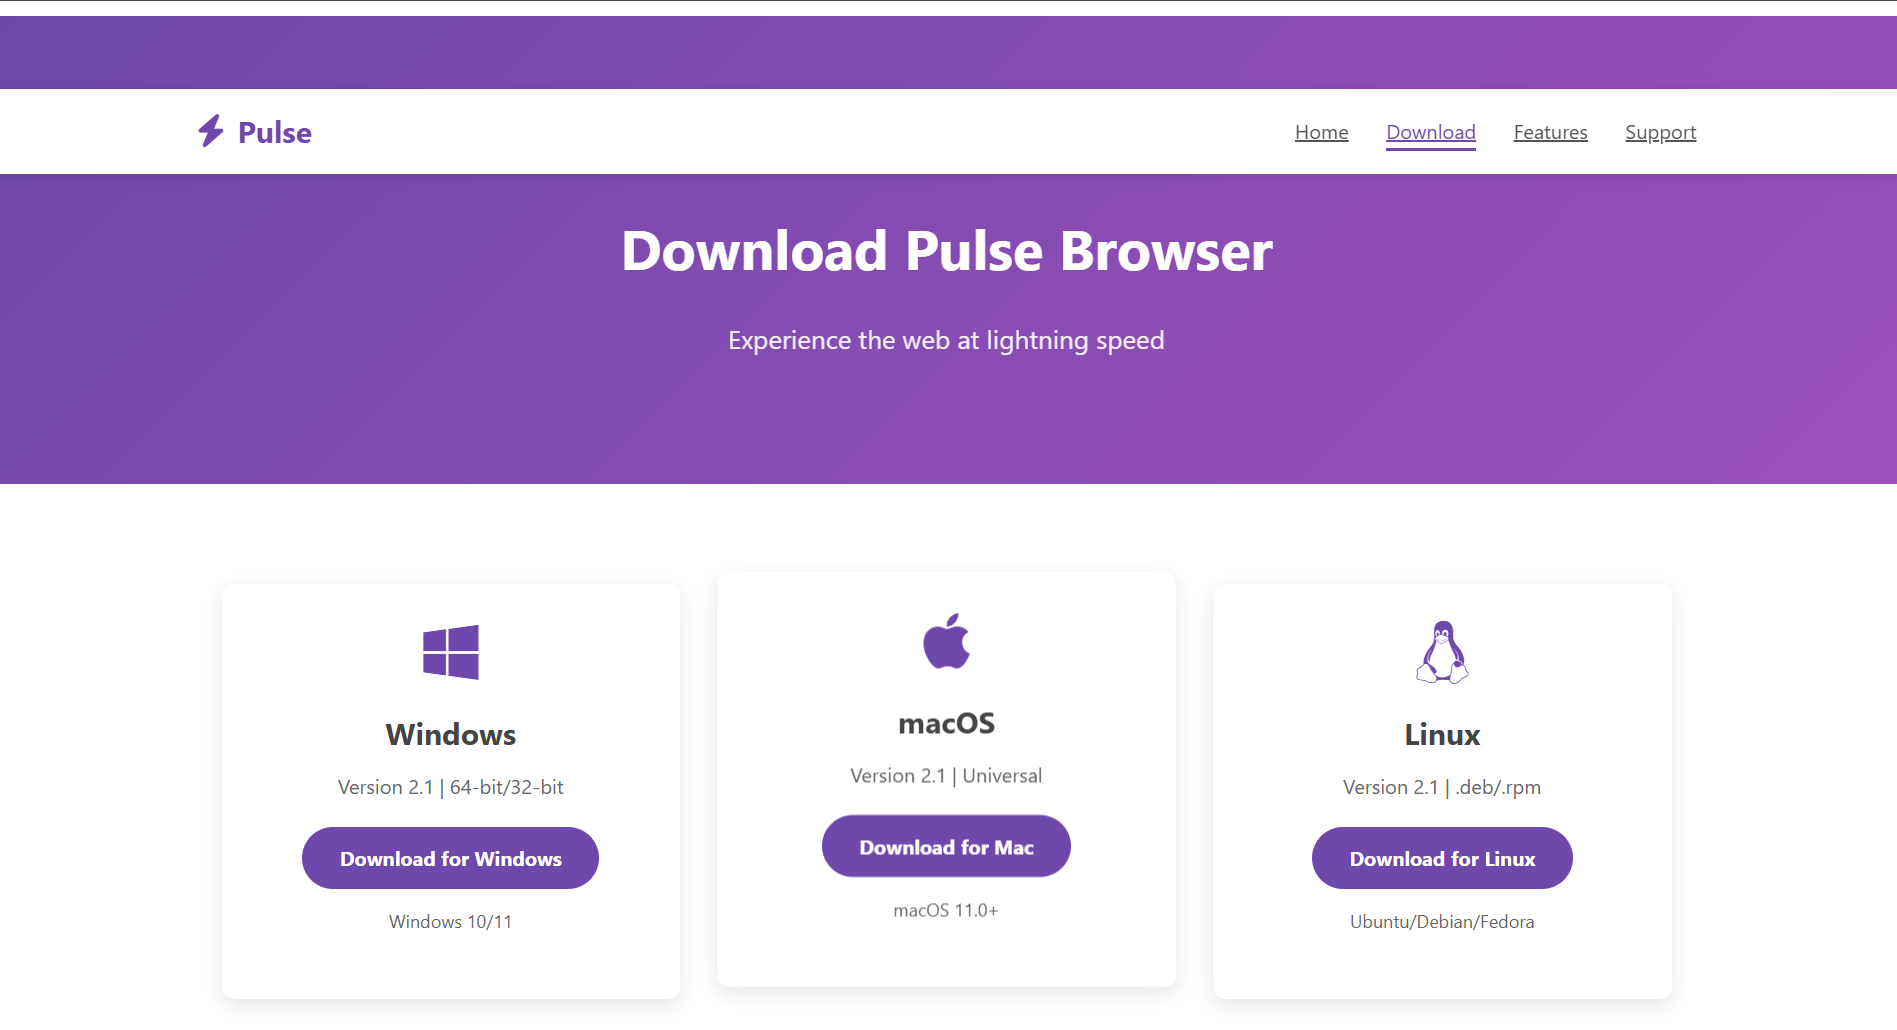 Pulse
Home Download Features Support
Download Pulse Browser
Experience the web at lightning speed
Windows
Version 2.1 | 64-bit/32-bit
Download for Windows
Windows 10/11
macOS
Version 2.1 | Universal
Download for Mac
macOS 11.0+
Linux
Version 2.1 | .deb/.rpm
Download for Linux
Ubuntu/Debian/Fedora